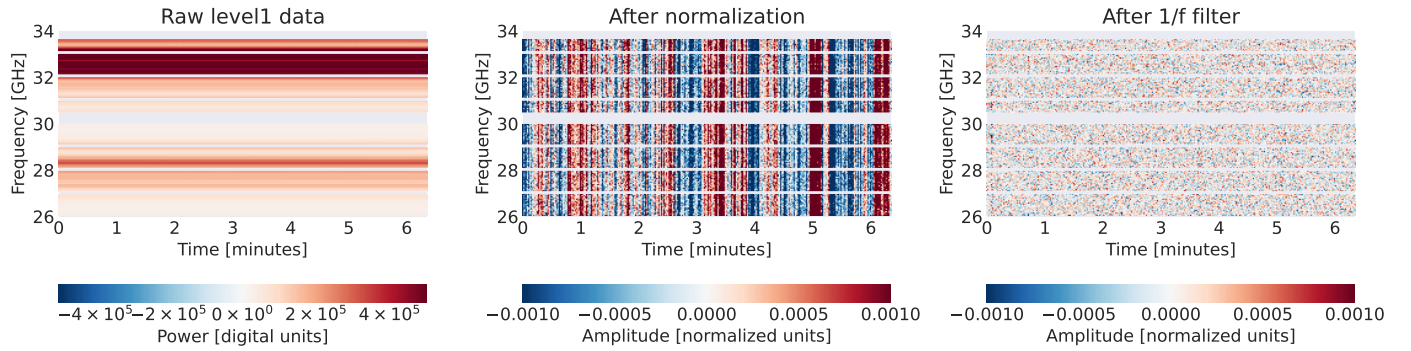 Raw level1 data
34
32
30
28
26
Frequency [GHz]
0 1 2 3 4 5 6
Time [minutes]
−4 × 10⁵ −2 × 10⁵ 0 × 10⁰ 2 × 10⁵ 4 × 10⁵
Power [digital units]
After normalization
34
32
30
28
26
Frequency [GHz]
0 1 2 3 4 5 6
Time [minutes]
−0.0010 −0.0005 0.0000 0.0005 0.0010
Amplitude [normalized units]
After 1/f filter
34
32
30
28
26
Frequency [GHz]
0 1 2 3 4 5 6
Time [minutes]
−0.0010 −0.0005 0.0000 0.0005 0.0010
Amplitude [normalized units]